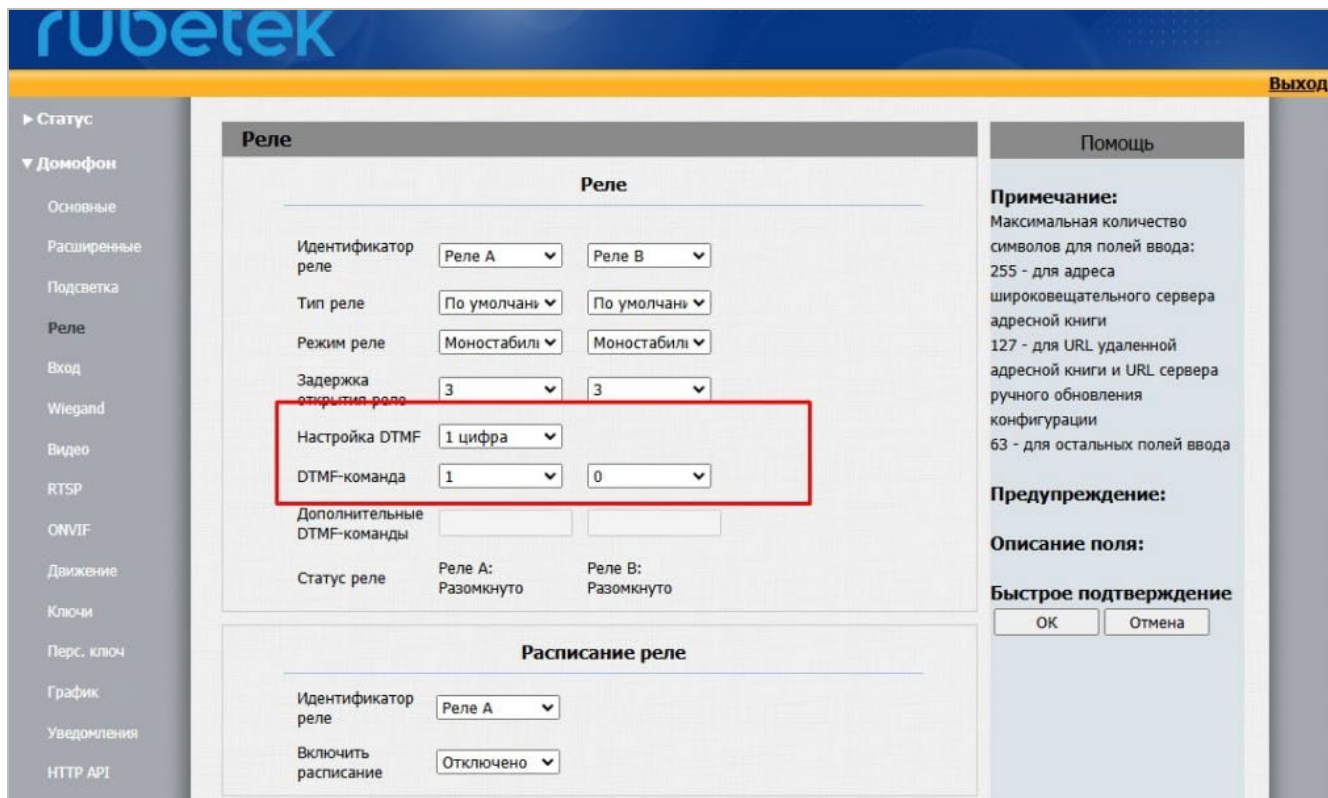 rubetek
Выход
Статус
Домофон
Основные
Расширенные
Подсветка
Реле
Вход
Wiegand
Видео
RTSP
ONVIF
Движение
Ключи
Перс. ключ
График
Уведомления
HTTP API
Реле
Реле
Идентификатор
реле
Реле A
Реле B
Тип реле
По умолчани
По умолчани
Режим реле
Моностабиль
Моностабиль
Задержка
открытия реле
3
3
Настройка DTMF
1 цифра
DTMF-команда
1
0
Дополнительные
DTMF-команды
Статус реле
Реле A:
Разомкнуто
Реле B:
Разомкнуто
Расписание реле
Идентификатор
реле
Реле A
Включить
расписание
Отключено
Помощь
Примечание:
Максимальная количество
символов для полей ввода:
255 - для адреса
широковещательного сервера
адресной книги
127 - для URL удаленной
адресной книги и URL сервера
ручного обновления
конфигурации
63 - для остальных полей ввода
Предупреждение:
Описание поля:
Быстрое подтверждение
ОК
Отмена